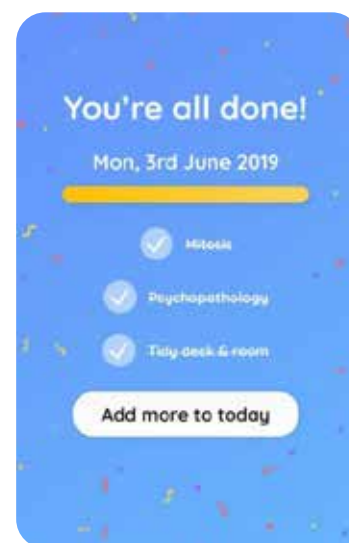 You're all done!
Mon, 3rd June 2019
Mitosis
Psychopathology
Tidy desk & room
Add more to today